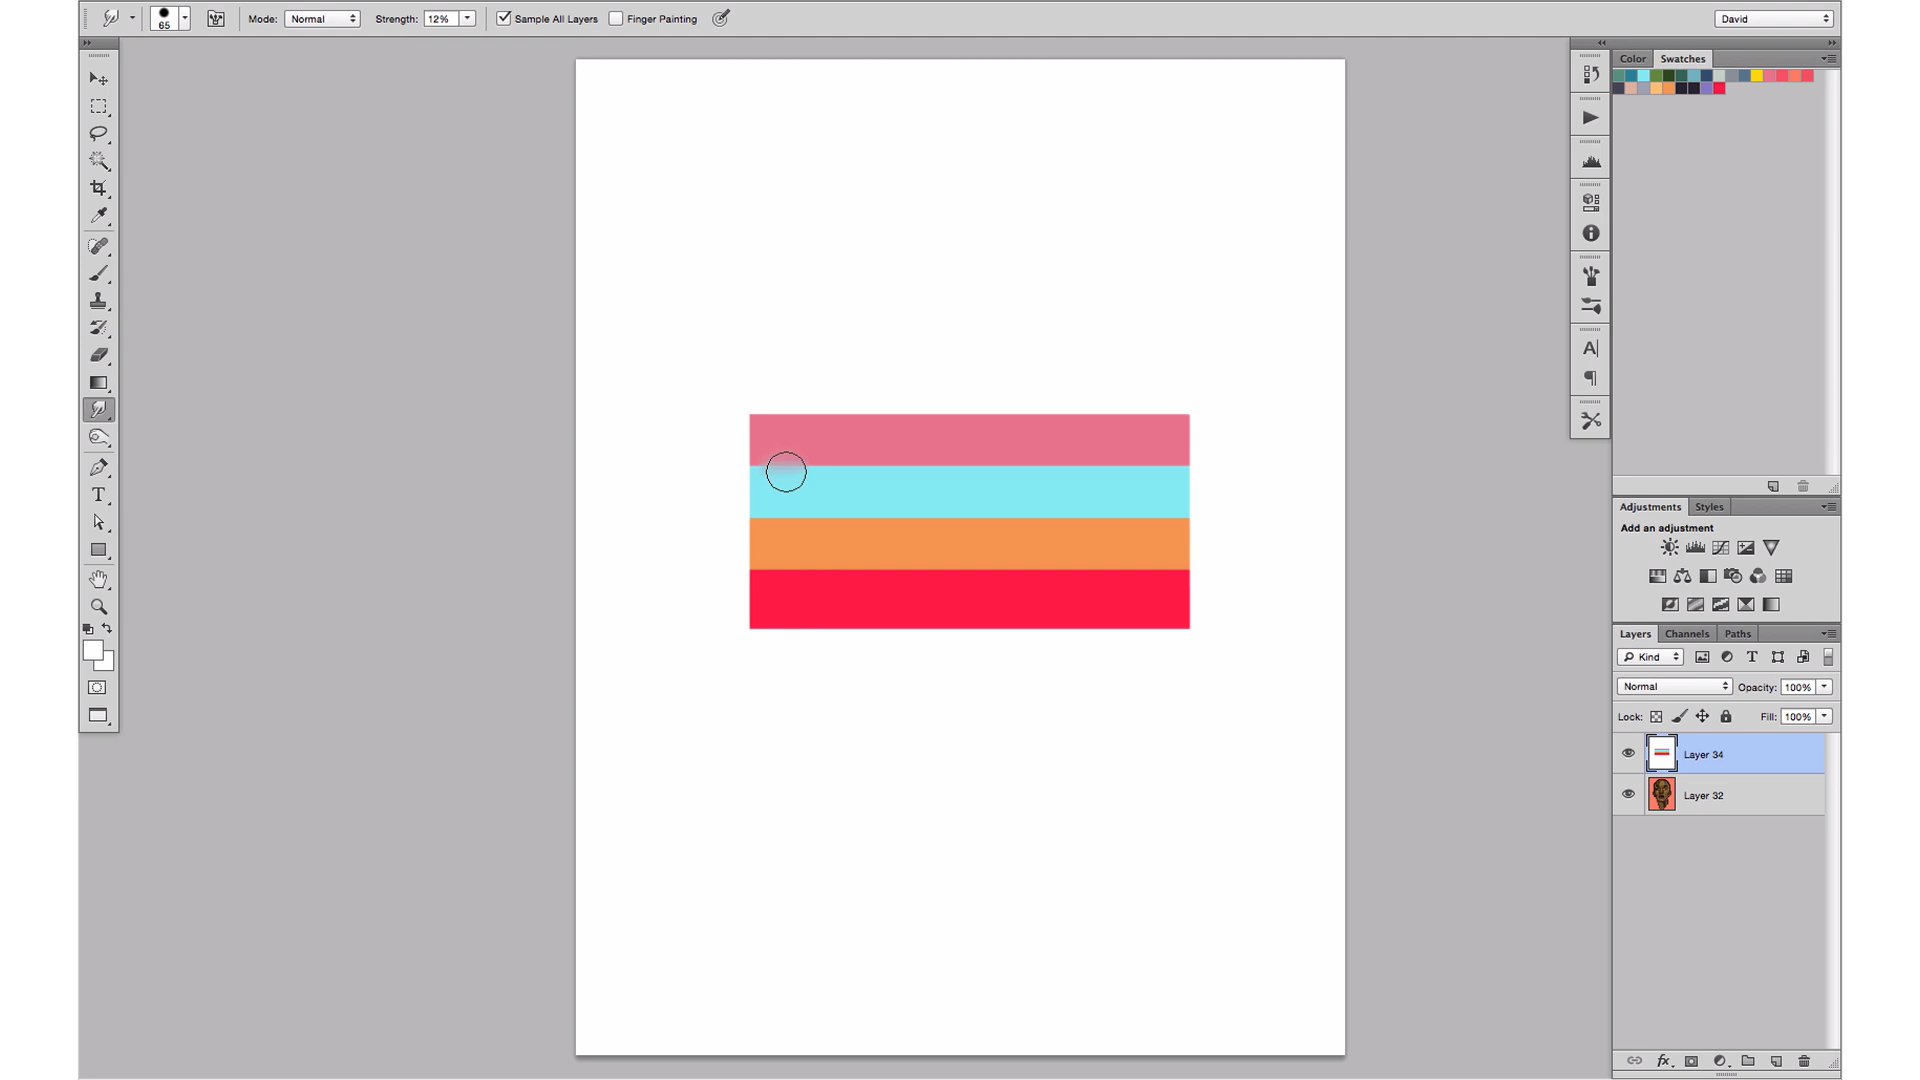 65
Mode: Normal
Strength: 12%
Sample All Layers
Finger Painting
David
Color
Swatches
Adjustments
Styles
Add an adjustment
Layers
Channels
Paths
Kind
Normal
Opacity: 100%
Lock:
Fill: 100%
Layer 34
Layer 32